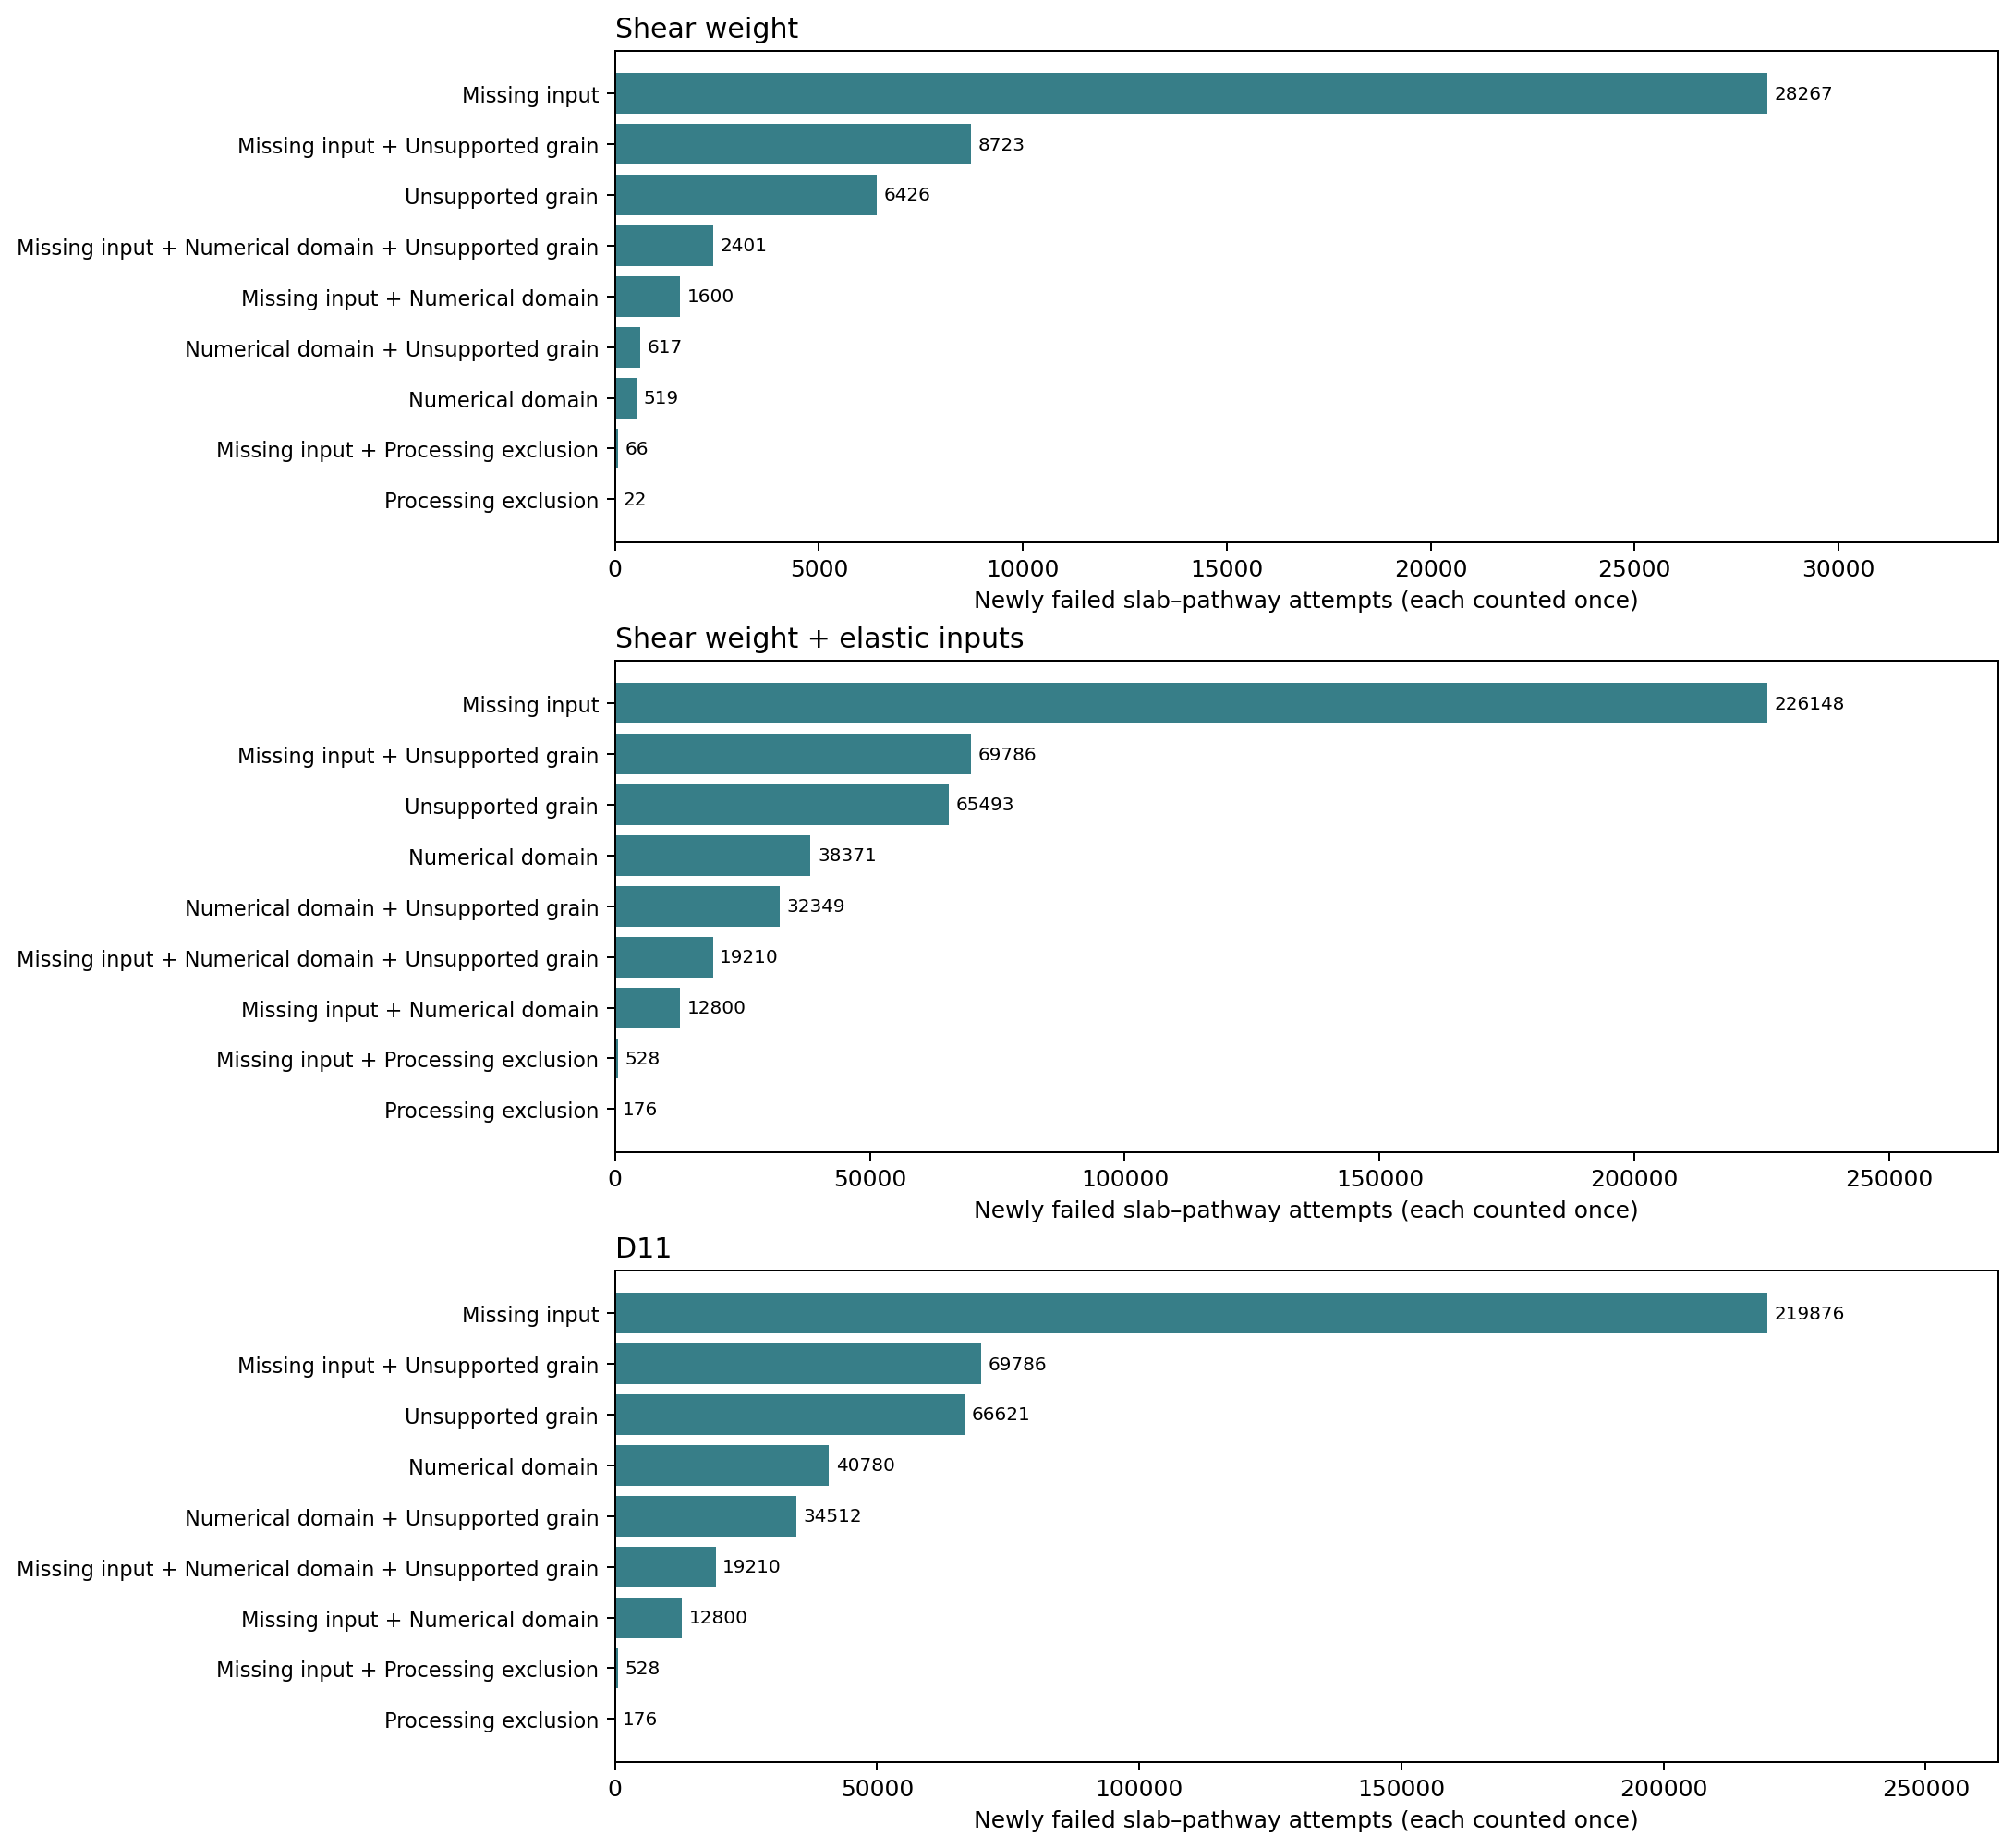 Shear weight
Missing input 28267
Missing input + Unsupported grain 8723
Unsupported grain 6426
Missing input + Numerical domain + Unsupported grain 2401
Missing input + Numerical domain 1600
Numerical domain + Unsupported grain 617
Numerical domain 519
Missing input + Processing exclusion 66
Processing exclusion 22
0 5000 10000 15000 20000 25000 30000
Newly failed slab–pathway attempts (each counted once)
Shear weight + elastic inputs
Missing input 226148
Missing input + Unsupported grain 69786
Unsupported grain 65493
Numerical domain 38371
Numerical domain + Unsupported grain 32349
Missing input + Numerical domain + Unsupported grain 19210
Missing input + Numerical domain 12800
Missing input + Processing exclusion 528
Processing exclusion 176
0 50000 100000 150000 200000 250000
Newly failed slab–pathway attempts (each counted once)
D11
Missing input 219876
Missing input + Unsupported grain 69786
Unsupported grain 66621
Numerical domain 40780
Numerical domain + Unsupported grain 34512
Missing input + Numerical domain + Unsupported grain 19210
Missing input + Numerical domain 12800
Missing input + Processing exclusion 528
Processing exclusion 176
0 50000 100000 150000 200000 250000
Newly failed slab–pathway attempts (each counted once)